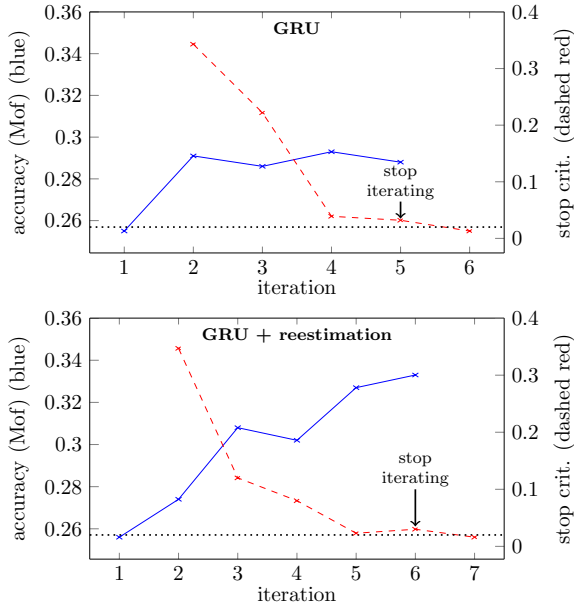 GRU
accuracy (Mof) (blue)
0.36
0.34
0.32
0.3
0.28
0.26
stop crit. (dashed red)
0.4
0.3
0.2
0.1
0
stop
iterating
1 2 3 4 5 6
iteration
GRU + reestimation
accuracy (Mof) (blue)
0.36
0.34
0.32
0.3
0.28
0.26
stop crit. (dashed red)
0.4
0.3
0.2
0.1
0
stop
iterating
1 2 3 4 5 6 7
iteration